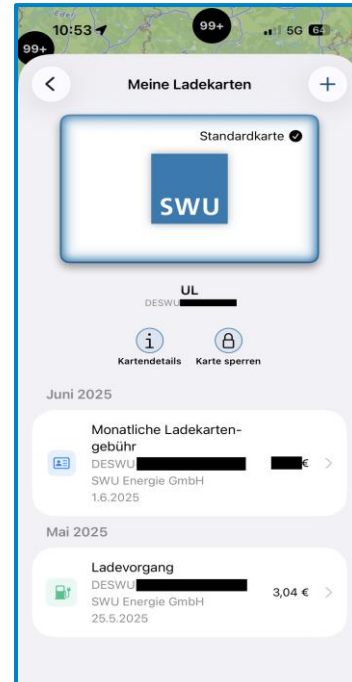 10:53
99+
5G 64
99+
Meine Ladekarten
Standardkarte
SWU
UL
DESWU
Kartendetails Karte sperren
Juni 2025
Monatliche Ladekarten-
gebühr
DESWU
€
SWU Energie GmbH
1.6.2025
Mai 2025
Ladevorgang
DESWU
3,04 €
SWU Energie GmbH
25.5.2025